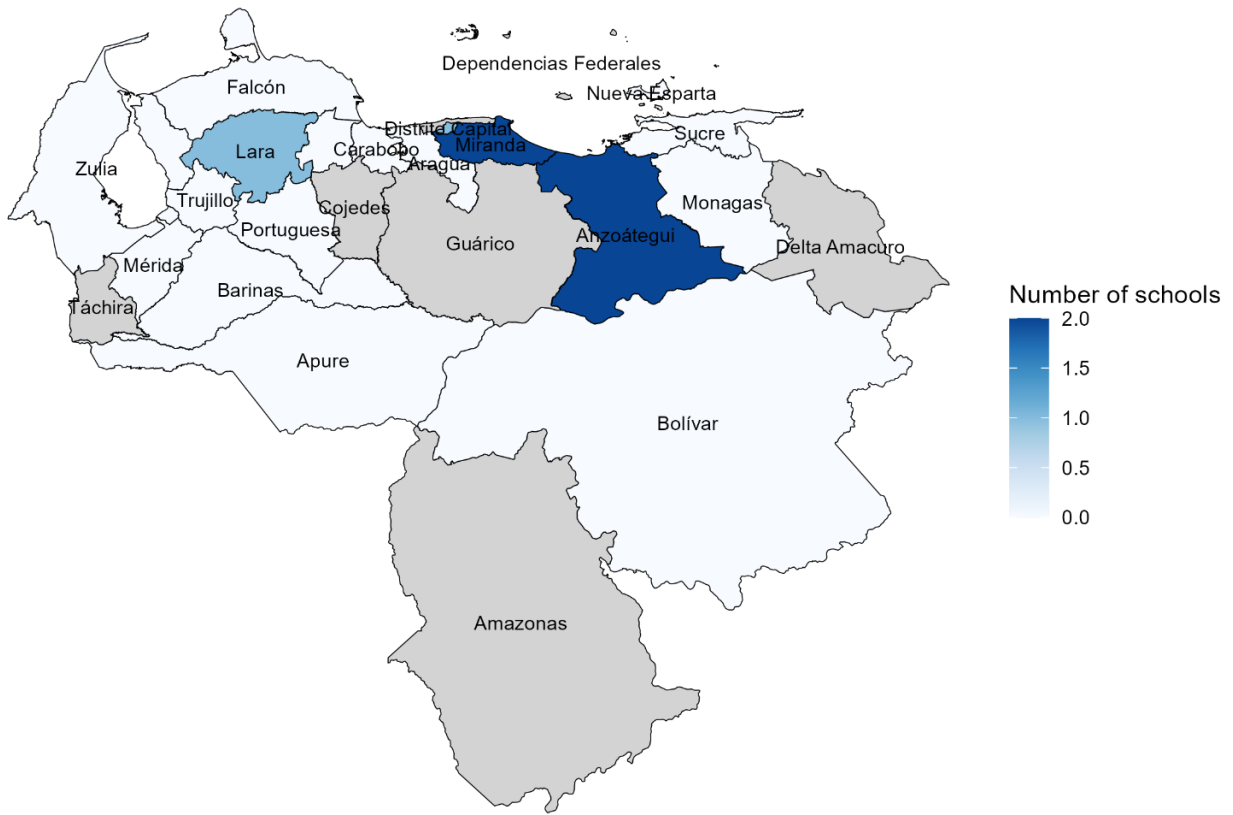 Dependencias Federales
Falcón
Nueva Esparta
Distrito Capital
Sucre
Miranda
Carabobo
Lara
Aragua
Zulia
Trujillo
Monagas
Cojedes
Portuguesa
Anzoátegui
Guárico
Delta Amacuro
Mérida
Barinas
Táchira
Apure
Bolívar
Amazonas
Number of schools
2.0
1.5
1.0
0.5
0.0